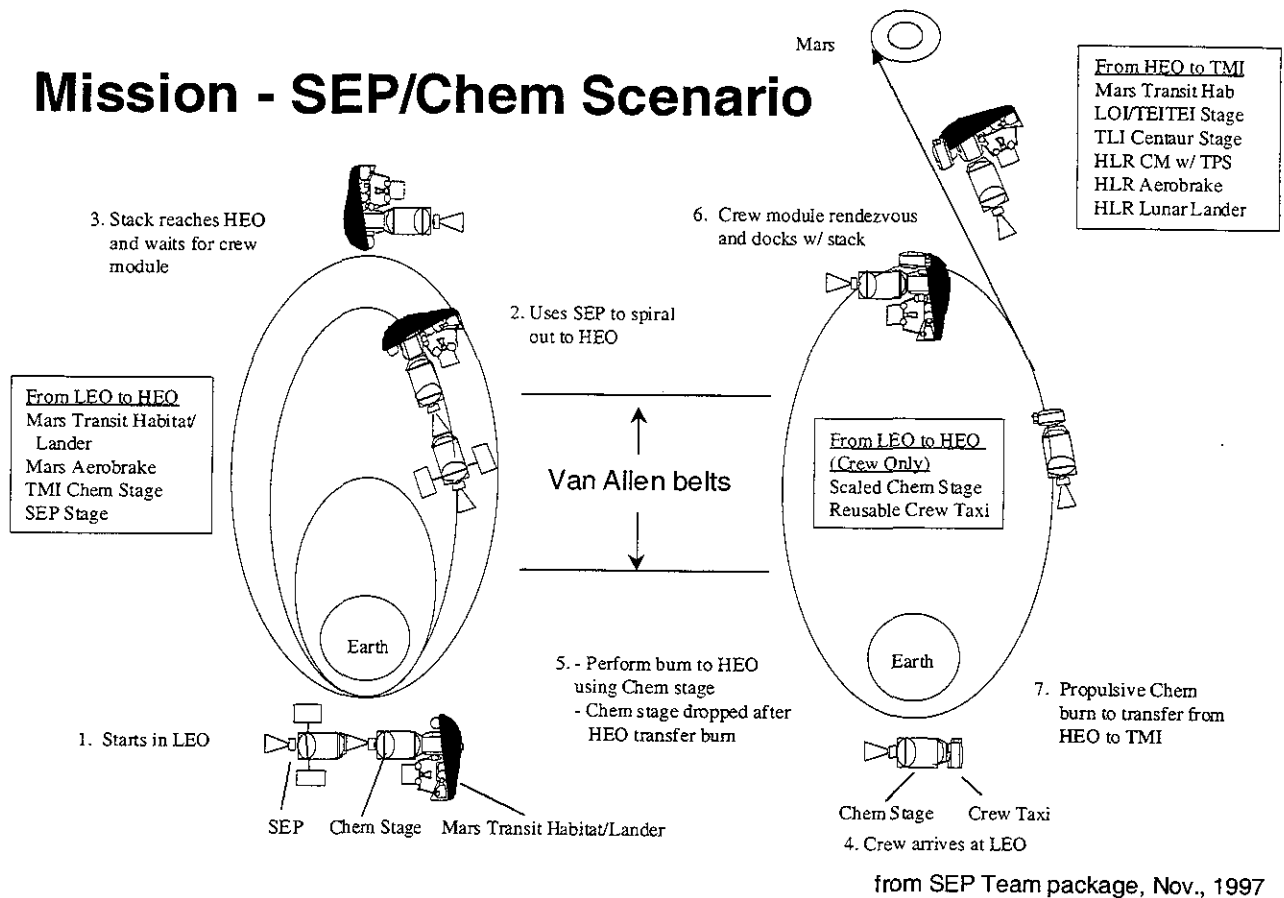 Mission - SEP/Chem Scenario
Mars
From HEO to TMI
Mars Transit Hab
LOI/TEITEI Stage
TLI Centaur Stage
HLR CM w/ TPS
HLR Aerobrake
HLR Lunar Lander
3. Stack reaches HEO
and waits for crew
module
6. Crew module rendezvous
and docks w/ stack
2. Uses SEP to spiral
out to HEO
From LEO to HEO
Mars Transit Habitat/
Lander
Mars Aerobrake
TMI Chem Stage
SEP Stage
Van Allen belts
From LEO to HEO
(Crew Only)
Scaled Chem Stage
Reusable Crew Taxi
Earth
Earth
5. - Perform burn to HEO
using Chem stage
- Chem stage dropped after
HEO transfer burn
7. Propulsive Chem
burn to transfer from
HEO to TMI
1. Starts in LEO
SEP
Chem Stage
Mars Transit Habitat/Lander
Chem Stage
Crew Taxi
4. Crew arrives at LEO
from SEP Team package, Nov., 1997